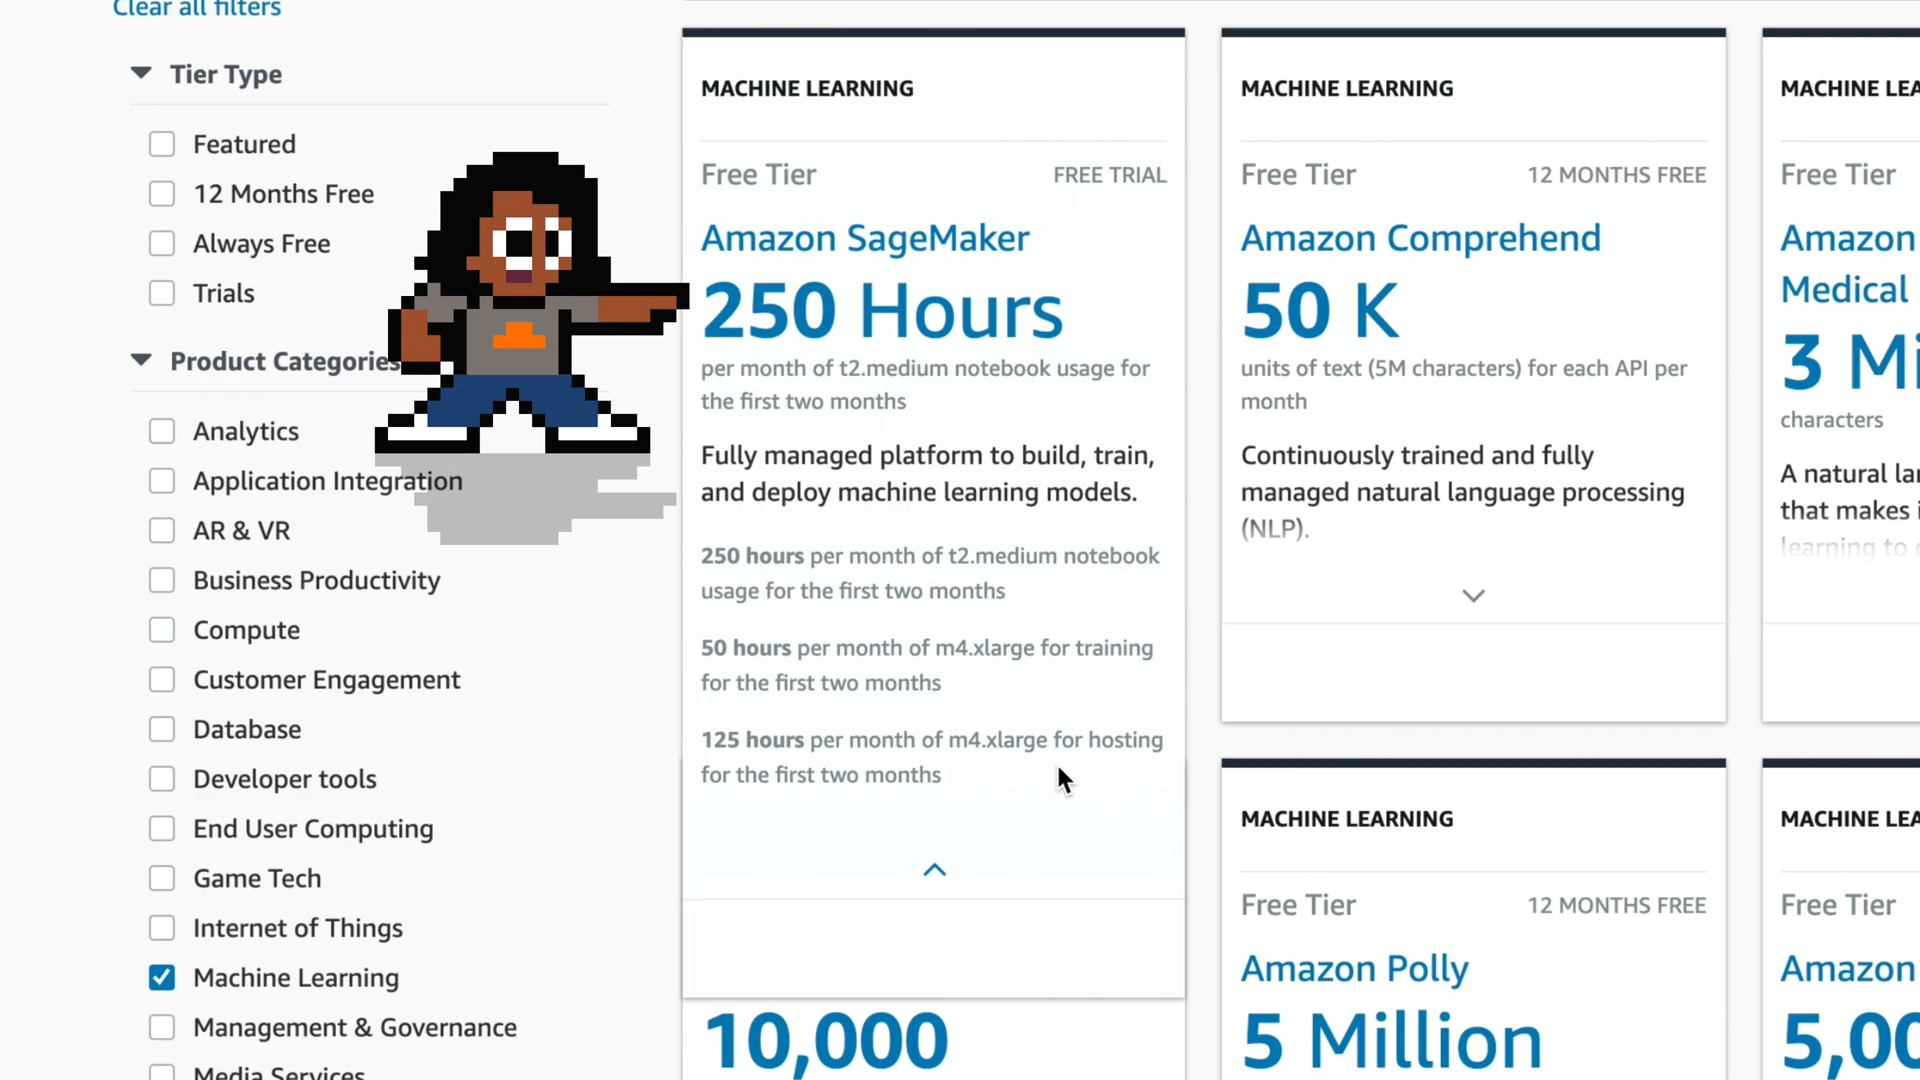 Clear all filters
Tier Type
Featured
12 Months Free
Always Free
Trials
Product Categories
Analytics
Application Integration
AR & VR
Business Productivity
Compute
Customer Engagement
Database
Developer tools
End User Computing
Game Tech
Internet of Things
Machine Learning
Management & Governance
Media Services
MACHINE LEARNING
Free Tier FREE TRIAL
Amazon SageMaker
250 Hours
per month of t2.medium notebook usage for
the first two months
Fully managed platform to build, train,
and deploy machine learning models.
250 hours per month of t2.medium notebook
usage for the first two months
50 hours per month of m4.xlarge for training
for the first two months
125 hours per month of m4.xlarge for hosting
for the first two months
10,000
MACHINE LEARNING
Free Tier 12 MONTHS FREE
Amazon Comprehend
50 K
units of text (5M characters) for each API per
month
Continuously trained and fully
managed natural language processing
(NLP).
MACHINE LEARNING
Free Tier 12 MONTHS FREE
Amazon Polly
5 Million
MACHINE
Free Tier
Amazon
Medical
3
characters
A natural
that makes
learning to
MACHINE
Free Tier
Amazon